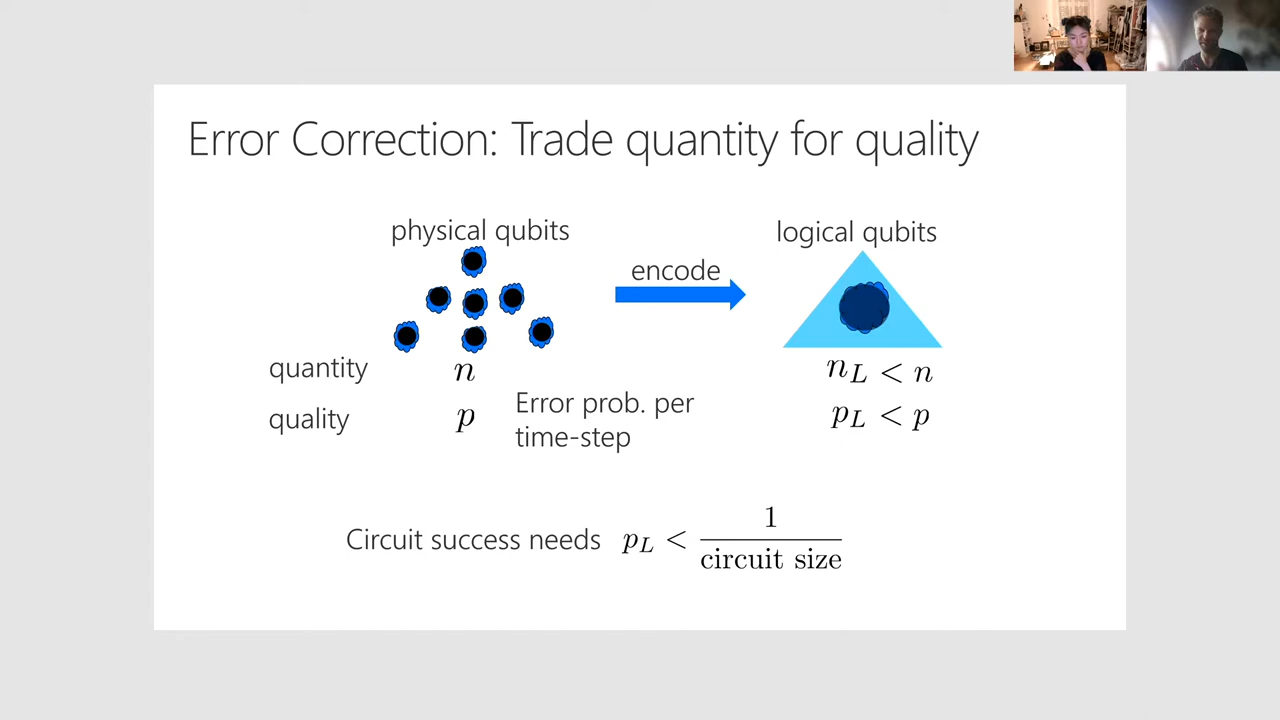 Error Correction: Trade quantity for quality
physical qubits
logical qubits
encode
quantity
n
n_L < n
quality
p
Error prob. per
time-step
p_L < p
Circuit success needs p_L < 1/circuit size